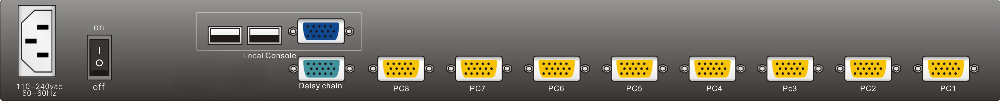 on
off
110-240vac
50-60Hz
Local Console
Daisy chain
PC8
PC7
PC6
PC5
PC4
Pc3
PC2
PC1